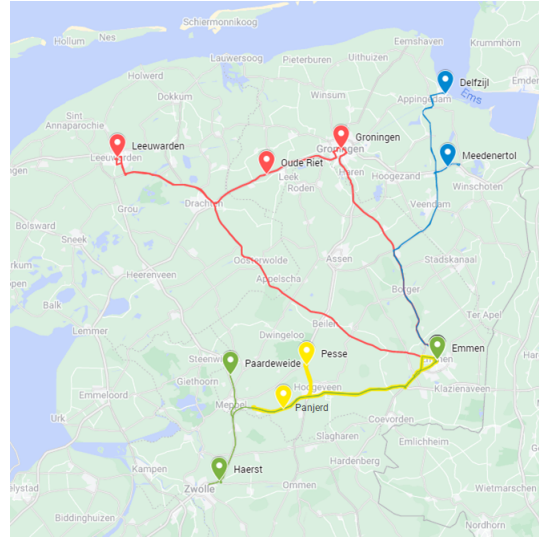 Schiermonnikoog
Hollum
Nes
Eemshaven
Krummhörn
Pieterburen
Uithuizen
Lauwersoog
Holwerd
Delfzijl
Emden
Dokkum
Winsum
Appingedam
Ems
Sint
Annaparochie
Groningen
Leeuwarden
Leeuwarden
Groningen
Meedenertol
Oude Riet
Leek
Haren
Hoogezand
Roden
Winschoten
Grou
Drachten
Veendam
Bolsward
Sneek
Assen
Stadskanaal
Oosterwolde
Heerenveen
Appelscha
Borger
Balk
Ter Apel
Lemmer
Beilen
Dwingeloo
Emmen
Steenwijk
Pesse
Paardeweide
Giethoorn
Hoogeveen
Klazienaveen
Emmeloord
Meppel
Panjerd
Urk
Coevorden
Slagharen
Emlichheim
Hardenberg
Kampen
Haerst
Zwolle
Ommen
Wietmarschen
Biddinghuizen
Nordhorn